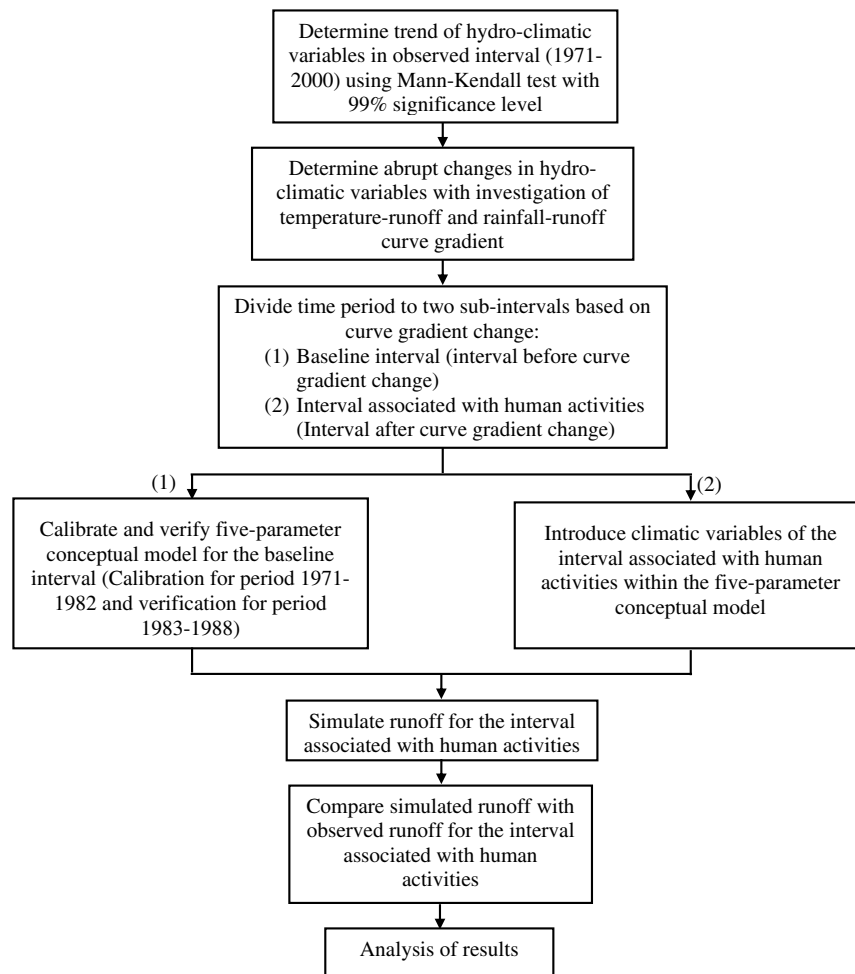 Determine trend of hydro-climatic
variables in observed interval (1971-
2000) using Mann-Kendall test with
99% significance level
Determine abrupt changes in hydro-
climatic variables with investigation of
temperature-runoff and rainfall-runoff
curve gradient
Divide time period to two sub-intervals based on
curve gradient change:
(1) Baseline interval (interval before curve
gradient change)
(2) Interval associated with human activities
(Interval after curve gradient change)
(1)
(2)
Calibrate and verify five-parameter
conceptual model for the baseline
interval (Calibration for period 1971-
1982 and verification for period
1983-1988)
Introduce climatic variables of the
interval associated with human
activities within the five-parameter
conceptual model
Simulate runoff for the interval
associated with human activities
Compare simulated runoff with
observed runoff for the interval
associated with human
activities
Analysis of results